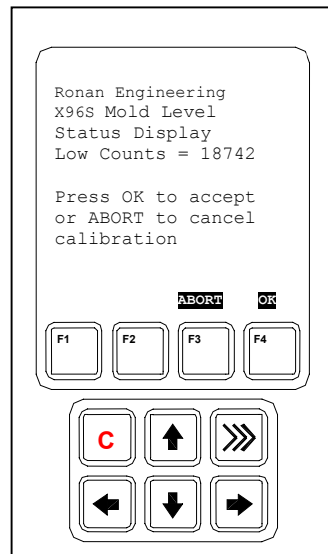 Ronan Engineering
X96S Mold Level
Status Display
Low Counts = 18742
Press OK to accept
or ABORT to cancel
calibration
ABORT OK
F1 F2 F3 F4
C